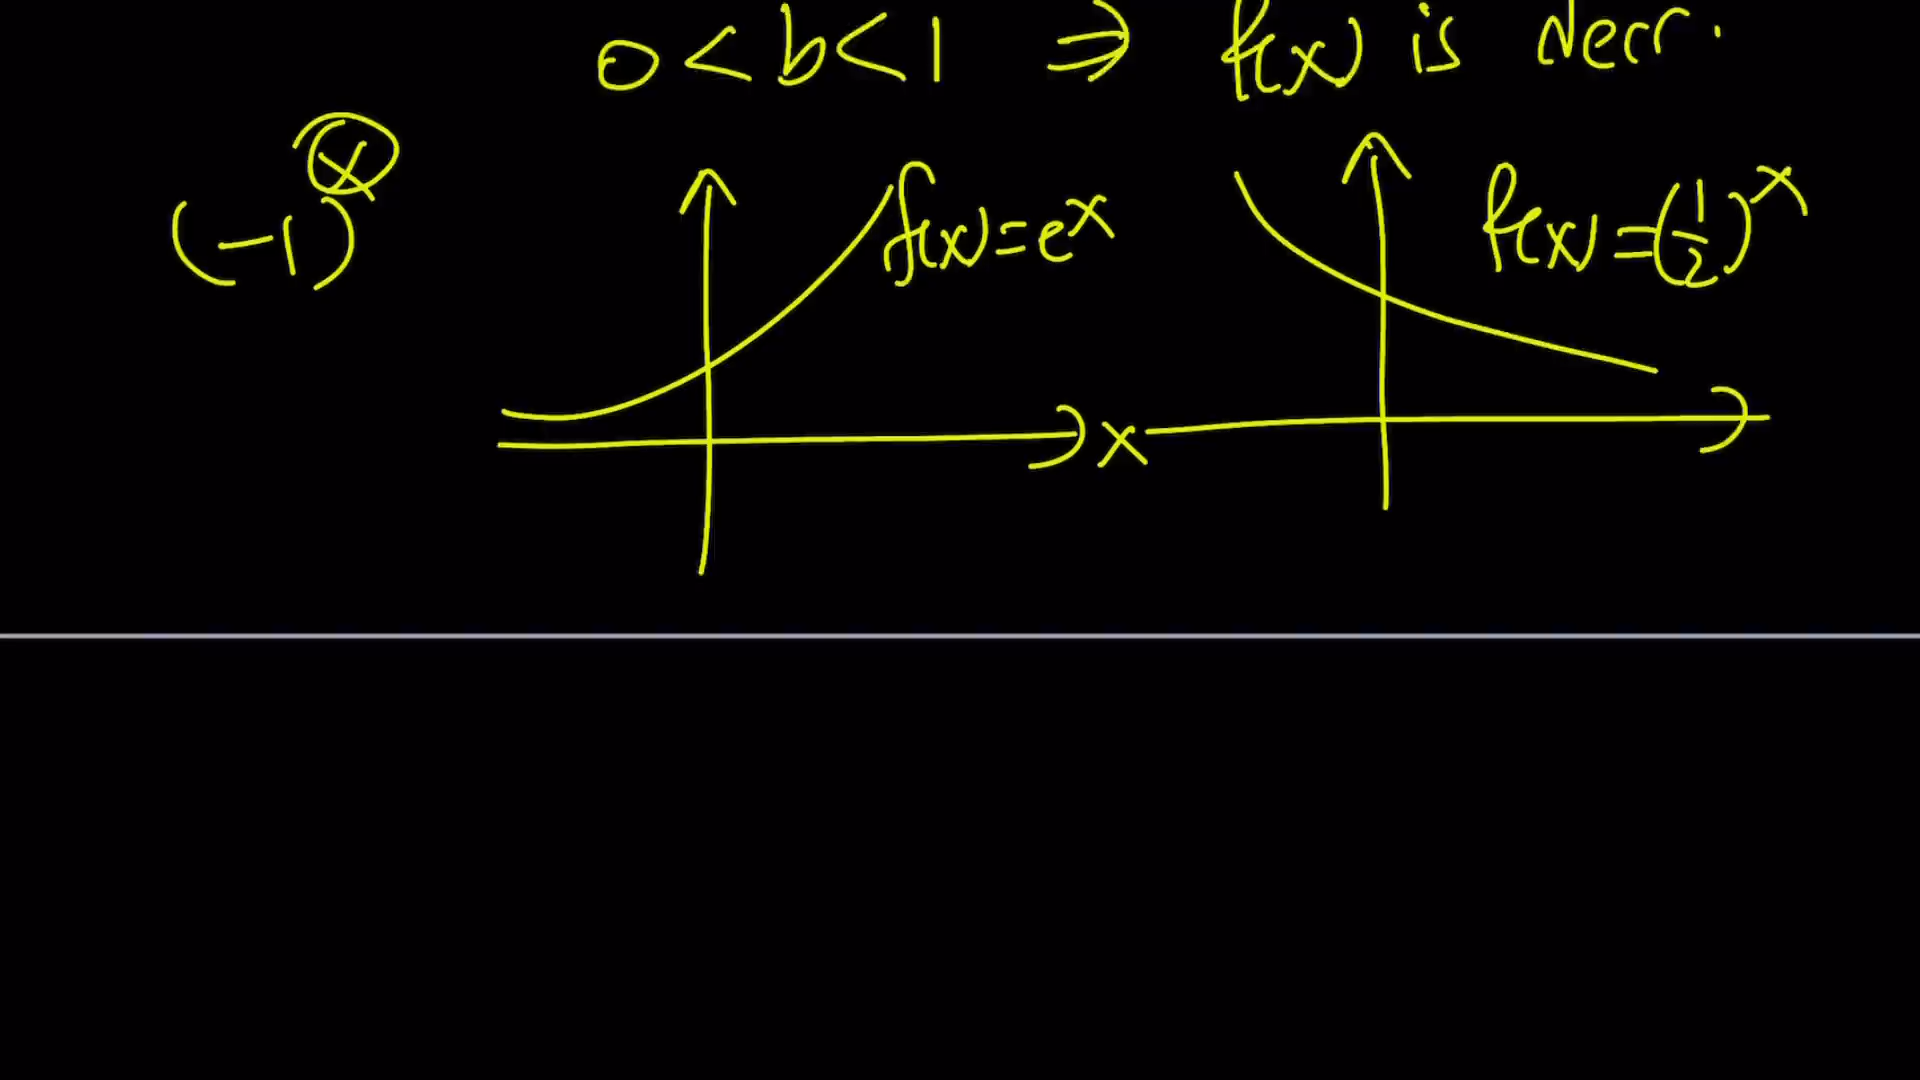 0 < b < 1 ⇒ f(x) is decr.
(-1)^x
f(x) = e^x
f(x) = (1/2)^x
x